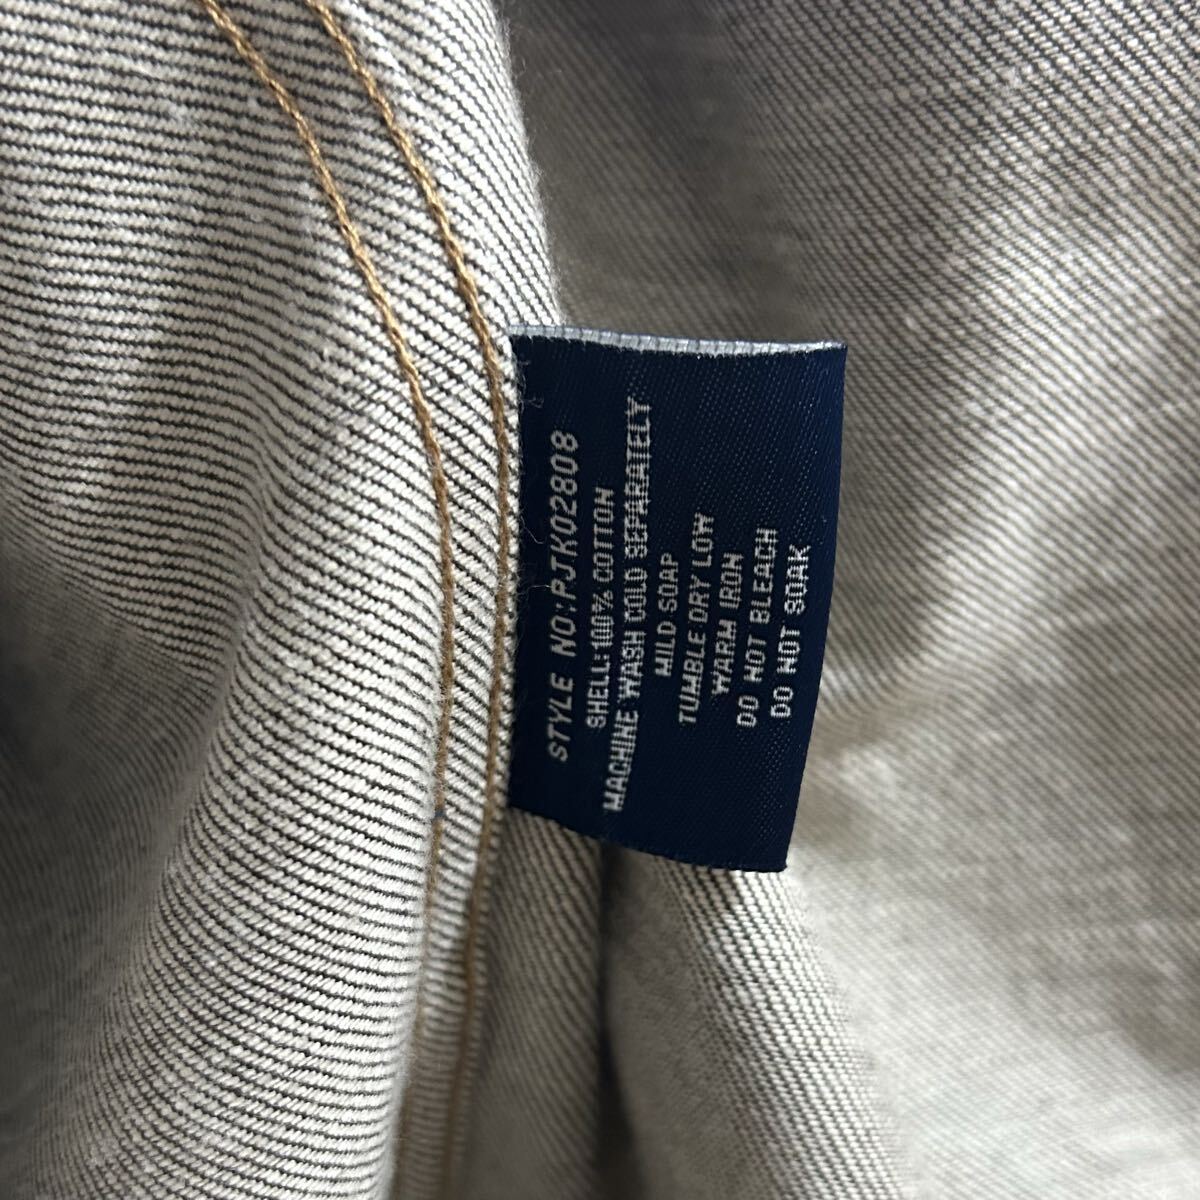 STYLE NO:PJK02808
SHELL:100% COTTON
MACHINE WASH COLD SEPARATELY
MILD SOAP
TUMBLE DRY LOW
WARM IRON
DO NOT BLEACH
DO NOT SOAK